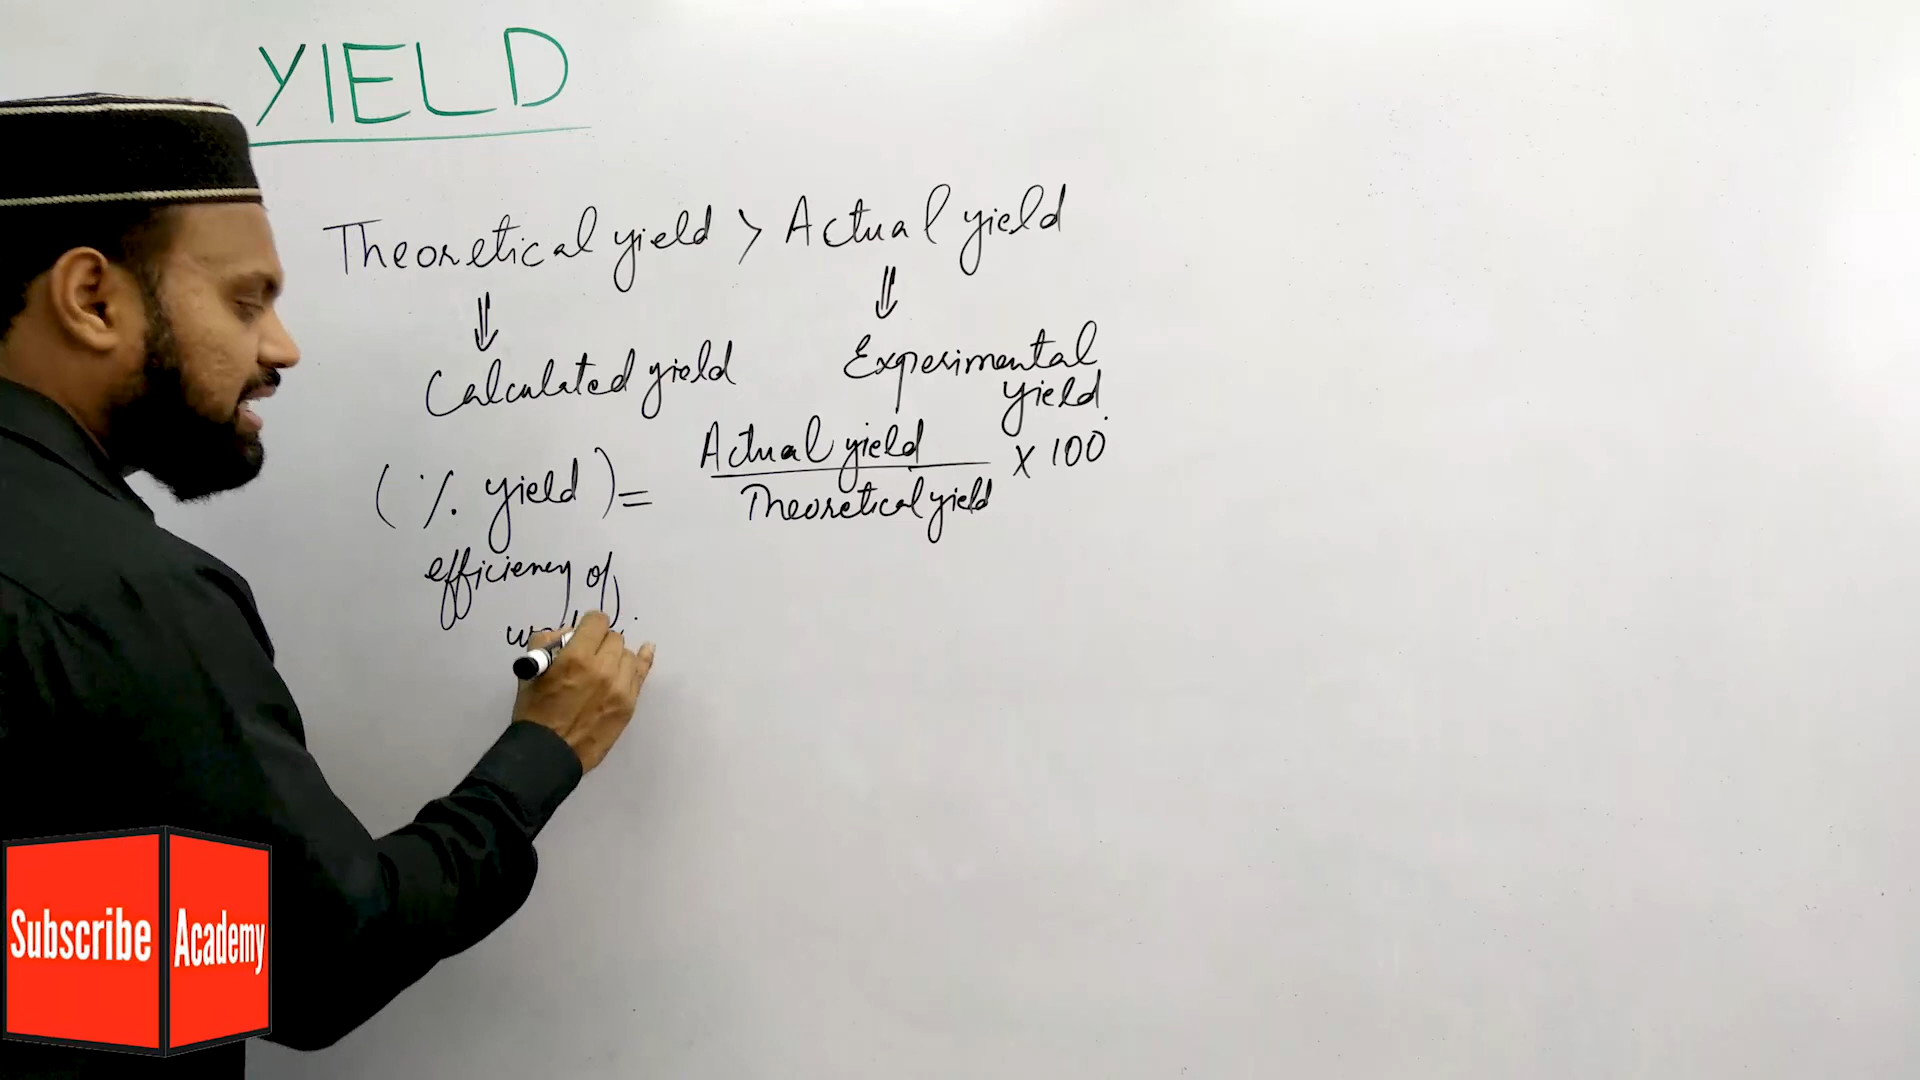 YIELD
Theoretical yield > Actual yield
⇓ ⇓
Calculated yield Experimental
yield
(% yield) = Actual yield × 100
Theoretical yield
efficiency of
Subscribe Academy